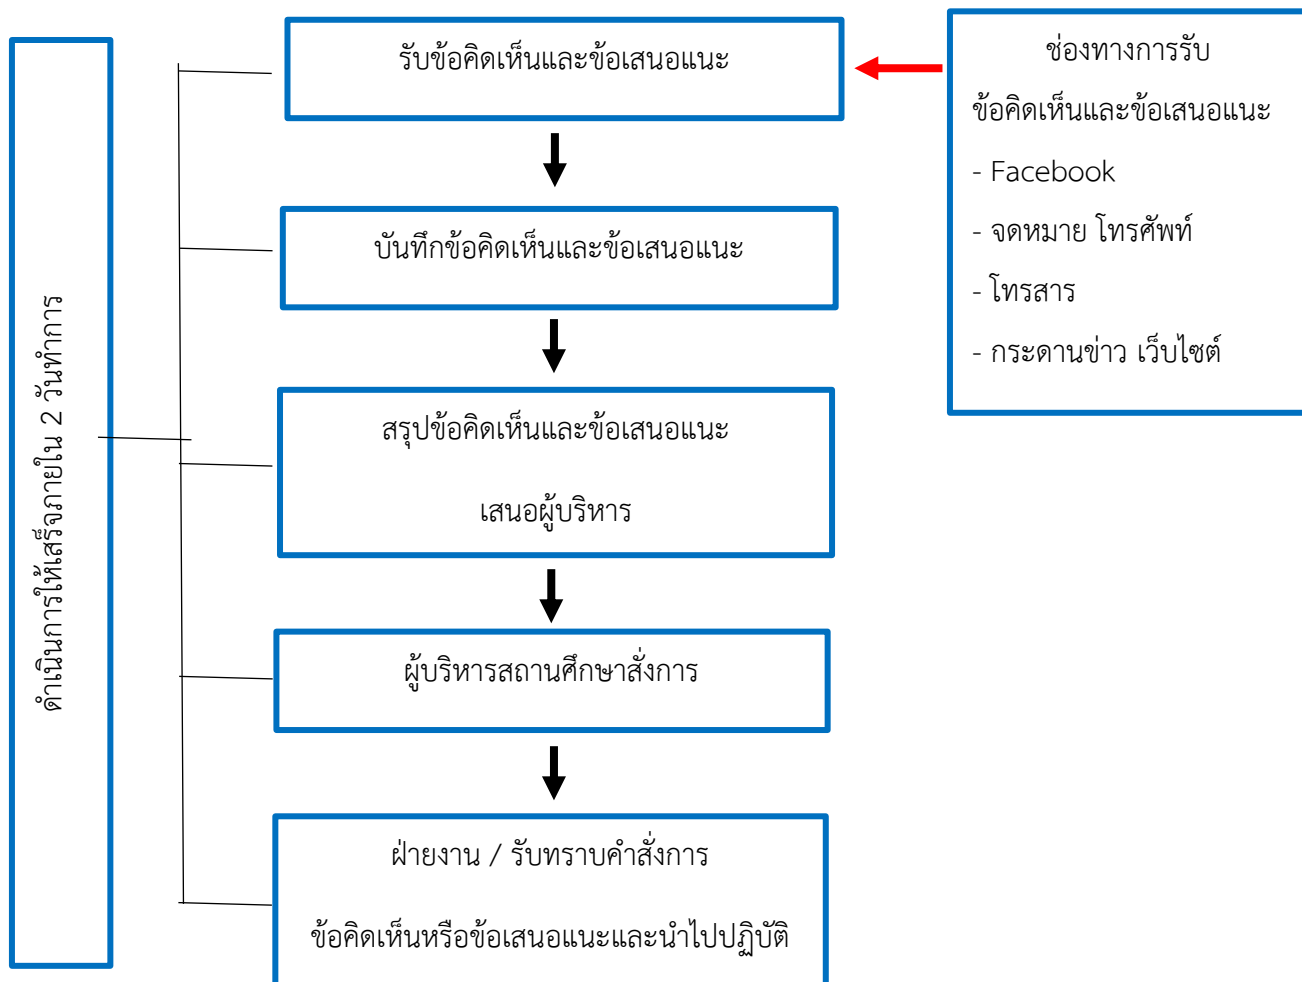 รับข้อคิดเห็นและข้อเสนอแนะ
ช่องทางการรับ
ข้อคิดเห็นและข้อเสนอแนะ
- Facebook
- จดหมาย โทรศัพท์
- โทรสาร
- กระดานข่าว เว็บไซต์
บันทึกข้อคิดเห็นและข้อเสนอแนะ
สรุปข้อคิดเห็นและข้อเสนอแนะ
เสนอผู้บริหาร
ผู้บริหารสถานศึกษาสั่งการ
ฝ่ายงาน / รับทราบคำสั่งการ
ข้อคิดเห็นหรือข้อเสนอแนะและนำไปปฏิบัติ
ดำเนินการให้เสร็จภายใน 2 วันทำการ